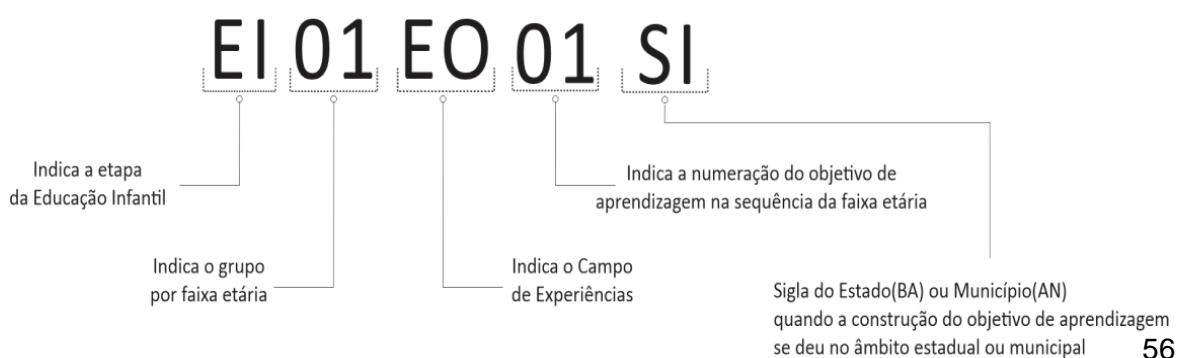 EI 01 EO 01 SI
Indica a etapa
da Educação Infantil
Indica a numeração do objetivo de
aprendizagem na sequência da faixa etária
Indica o grupo
por faixa etária
Indica o Campo
de Experiências
Sigla do Estado(BA) ou Município(AN)
quando a construção do objetivo de aprendizagem
se deu no âmbito estadual ou municipal
56